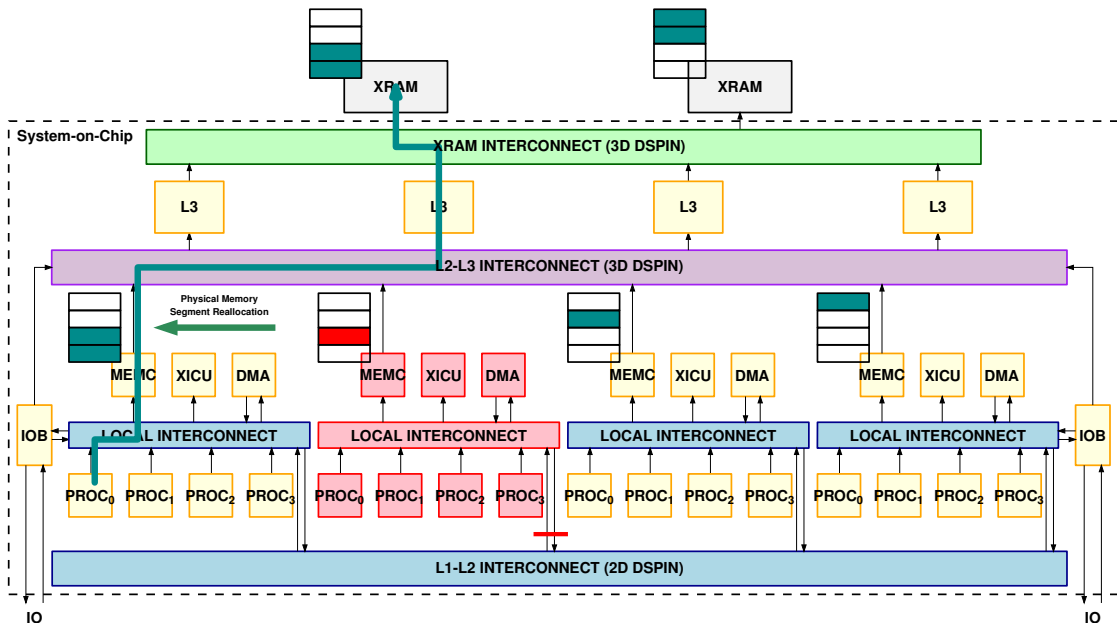 XRAM
XRAM
System-on-Chip
XRAM INTERCONNECT (3D DSPIN)
L3
L3
L3
L3
L2-L3 INTERCONNECT (3D DSPIN)
Physical Memory
Segment Reallocation
MEMC XICU DMA
MEMC XICU DMA
MEMC XICU DMA
MEMC XICU DMA
IOB
LOCAL INTERCONNECT
LOCAL INTERCONNECT
LOCAL INTERCONNECT
LOCAL INTERCONNECT
IOB
PROC0 PROC1 PROC2 PROC3
PROC0 PROC1 PROC2 PROC3
PROC0 PROC1 PROC2 PROC3
PROC0 PROC1 PROC2 PROC3
L1-L2 INTERCONNECT (2D DSPIN)
IO
IO